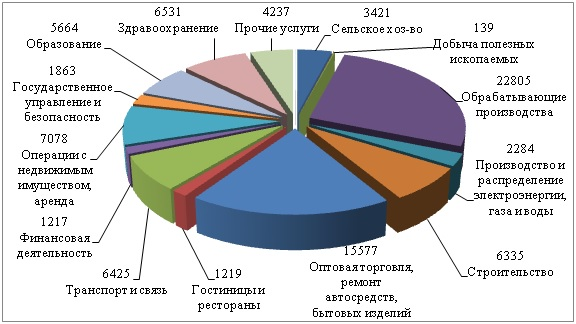 3421
Сельское хоз-во
139
Добыча полезных
ископаемых
22805
Обрабатывающие
производства
2284
Производство и
распределение
электроэнергии,
газа и воды
6335
Строительство
15577
Оптовая торговля,
ремонт
автосредств,
бытовых изделий
1219
Гостиницы и
рестораны
6425
Транспорт и связь
1217
Финансовая
деятельность
7078
Операции с
недвижимым
имуществом,
аренда
1863
Государственное
управление и
безопасность
5664
Образование
6531
Здравоохранение
4237
Прочие услуги